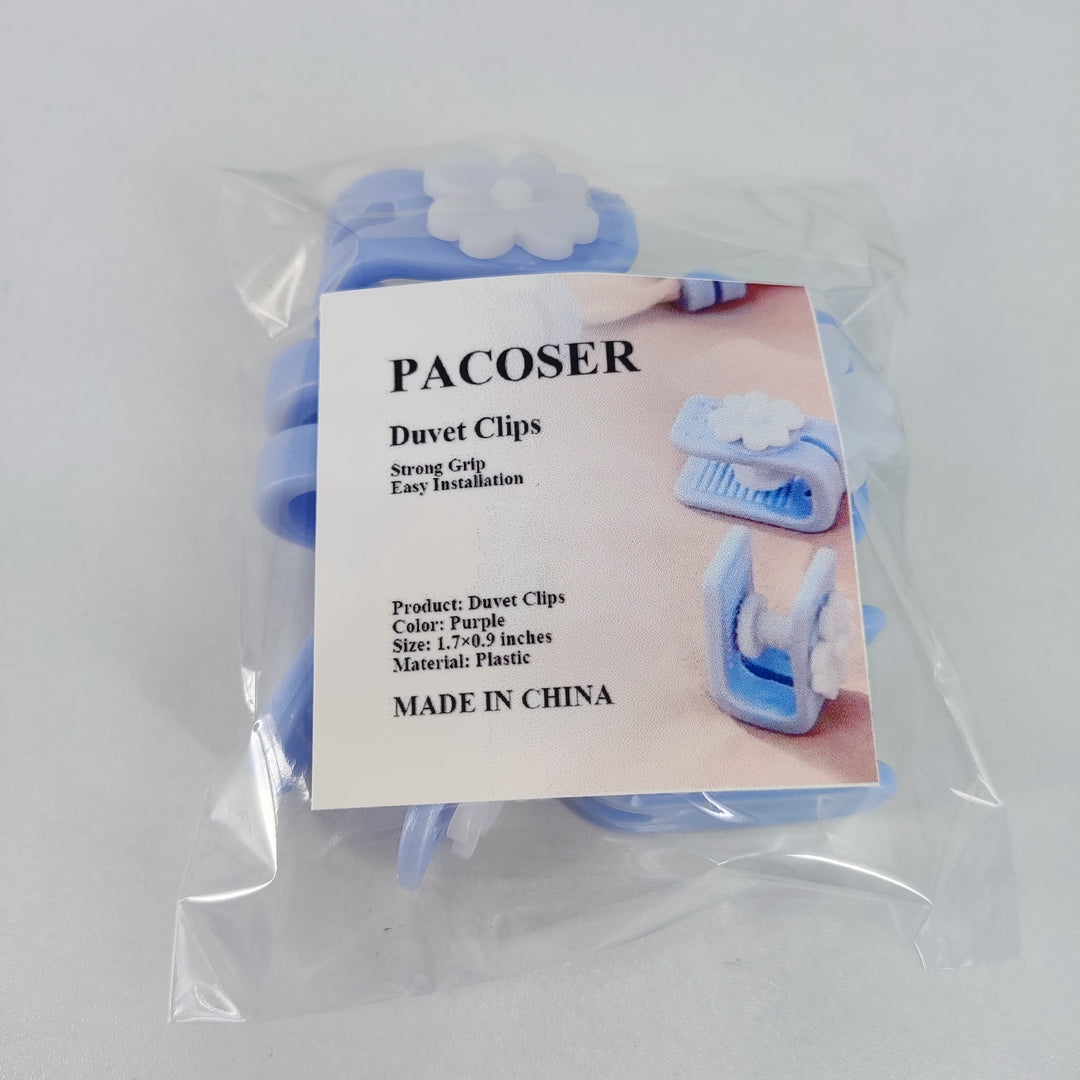 PACOSER
Duvet Clips
Strong Grip
Easy Installation
Product: Duvet Clips
Color: Purple
Size: 1.7×0.9 inches
Material: Plastic
MADE IN CHINA